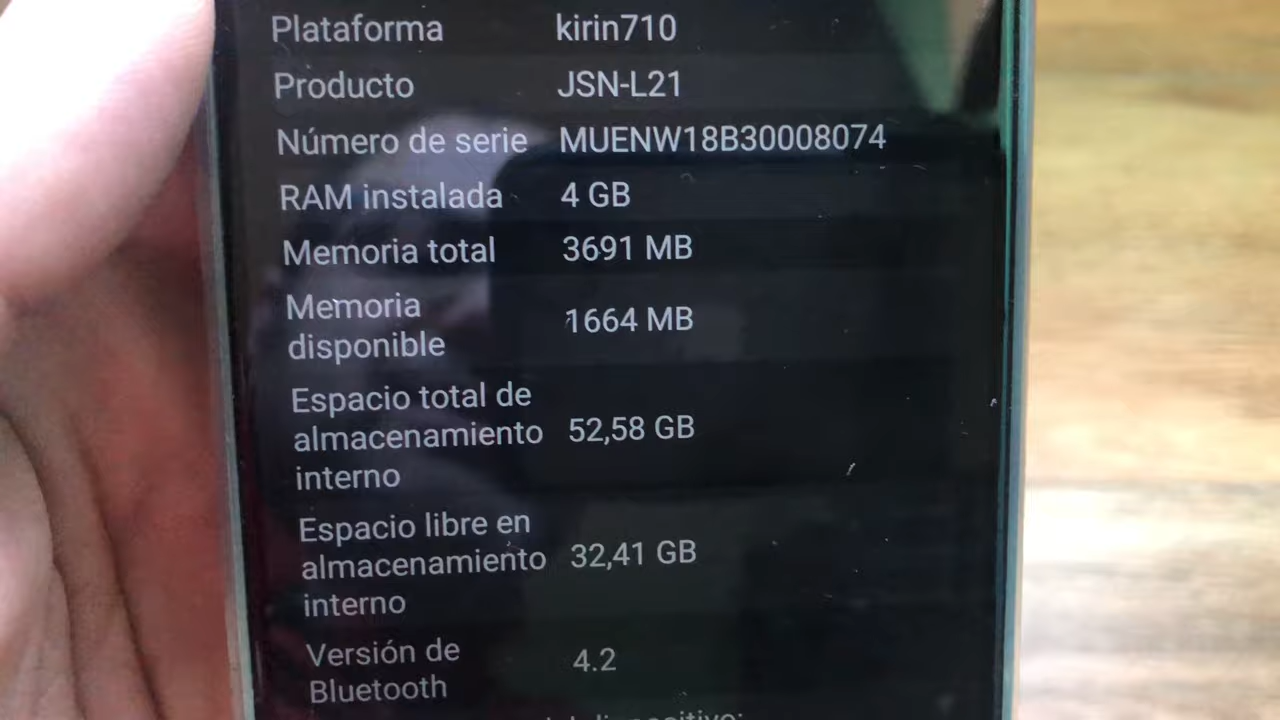 Plataforma kirin710
Producto JSN-L21
Número de serie MUENW18B30008074
RAM instalada 4 GB
Memoria total 3691 MB
Memoria
disponible 1664 MB
Espacio total de
almacenamiento 52,58 GB
interno
Espacio libre en
almacenamiento 32,41 GB
interno
Versión de
Bluetooth 4.2